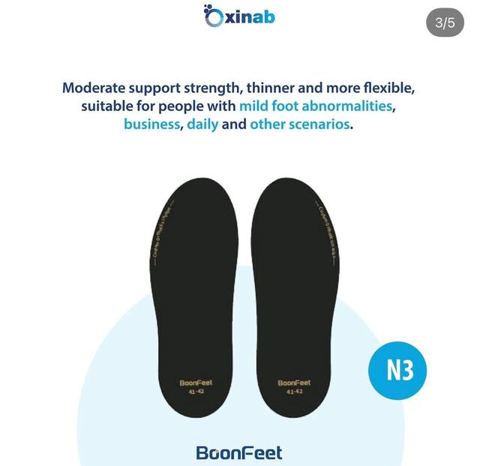 Oxinab
3/5
Moderate support strength, thinner and more flexible,
suitable for people with mild foot abnormalities,
business, daily and other scenarios.
BoonFeet
41-42
BoonFeet
41-42
N3
BoonFeet